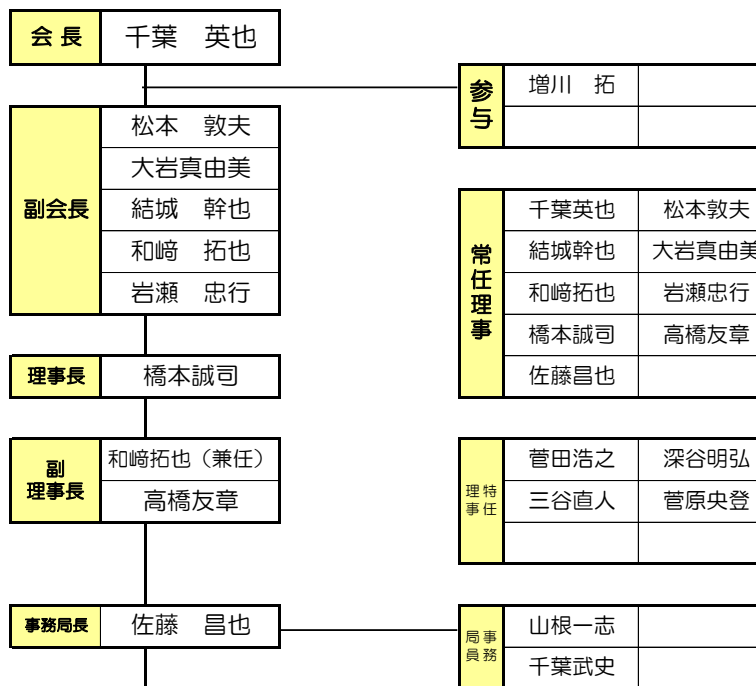 会長 千葉 英也
参与 増川 拓
副会長
松本 敦夫
大岩真由美
結城 幹也
和﨑 拓也
岩瀬 忠行
常任理事
千葉英也 松本敦夫
結城幹也 大岩真由美
和﨑拓也 岩瀬忠行
橋本誠司 高橋友章
佐藤昌也
理事長 橋本誠司
副
理事長
和﨑拓也（兼任）
高橋友章
特任
理事
菅田浩之 深谷明弘
三谷直人 菅原央登
事務局長 佐藤 昌也
事務
局員
山根一志
千葉武史